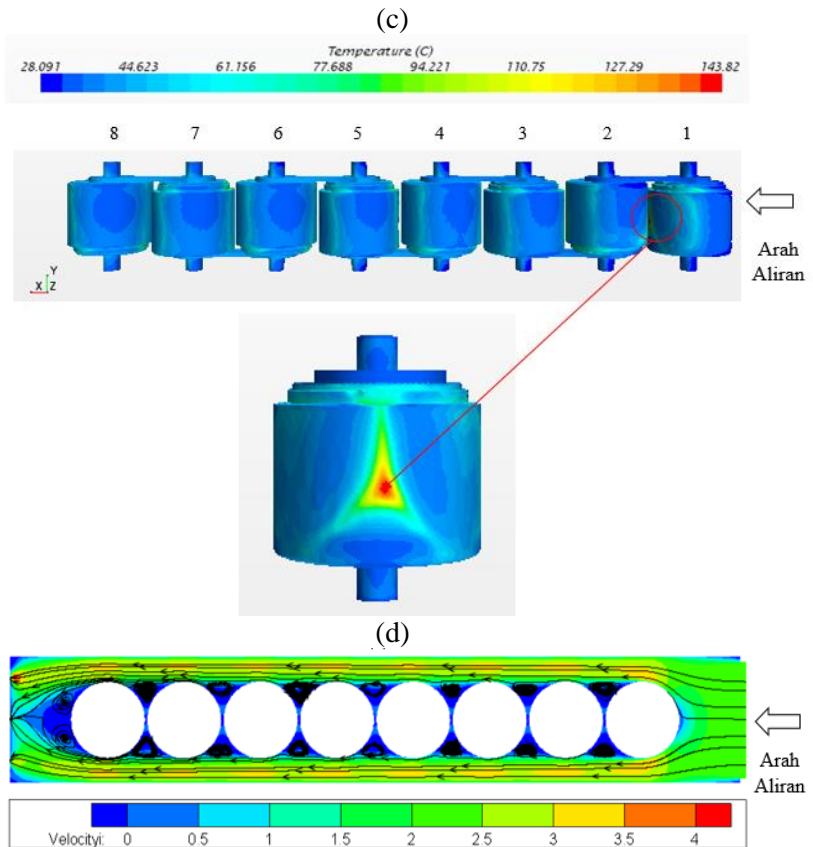 (c)
Temperature (C)
28.091 44.623 61.156 77.688 94.221 110.75 127.29 143.82
8 7 6 5 4 3 2 1
Arah
Aliran
Y
X Z
(d)
Arah
Aliran
Velocityi: 0 0.5 1 1.5 2 2.5 3 3.5 4